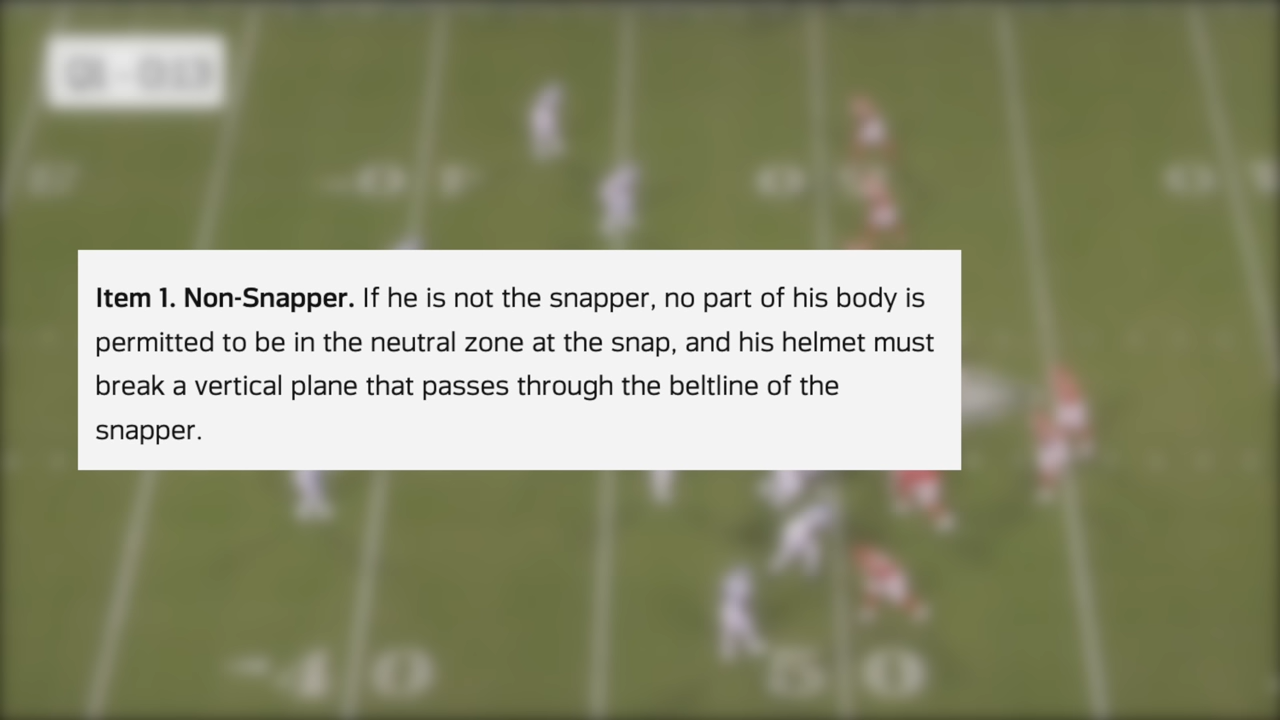 Item 1. Non-Snapper. If he is not the snapper, no part of his body is
permitted to be in the neutral zone at the snap, and his helmet must
break a vertical plane that passes through the beltline of the
snapper.
40
50